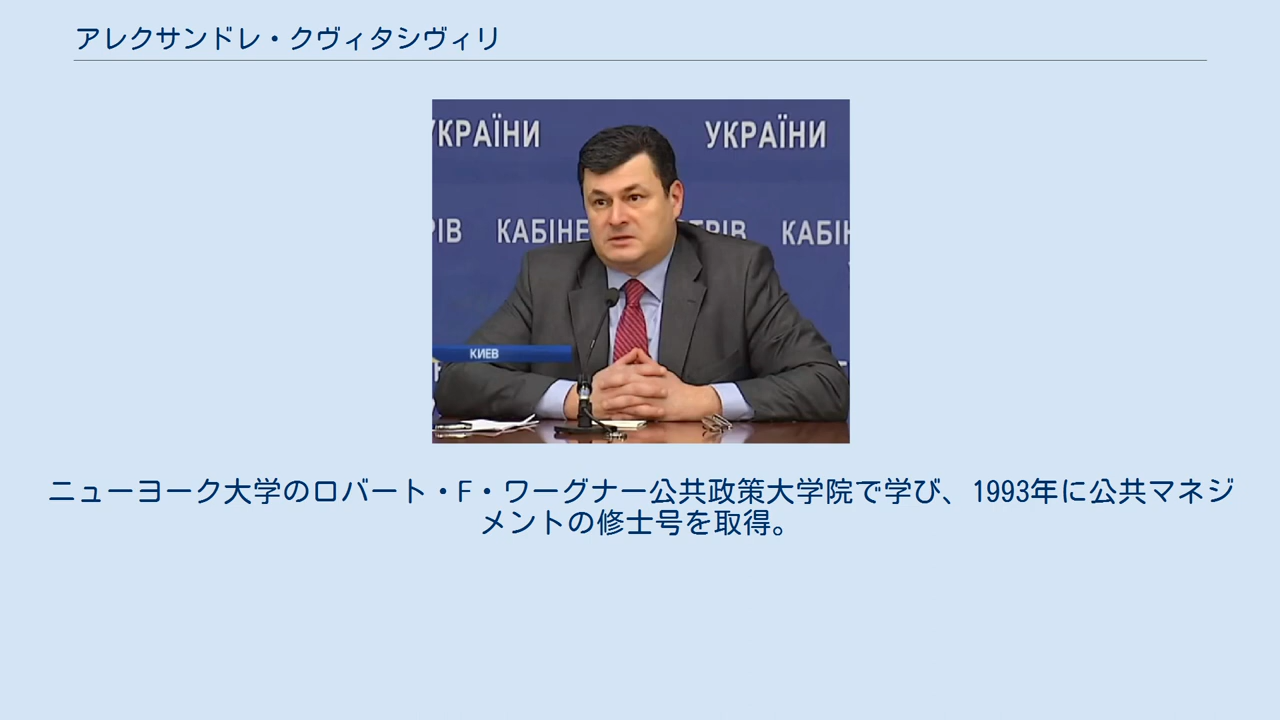 アレクサンドレ・クヴィタシヴィリ
УКРАЇНИ УКРАЇНИ
РІВ КАБІНЕ ТРІВ КАБІН
КИЕВ
ニューヨーク大学のロバート・F・ワーグナー公共政策大学院で学び、1993年に公共マネジ
メントの修士号を取得。